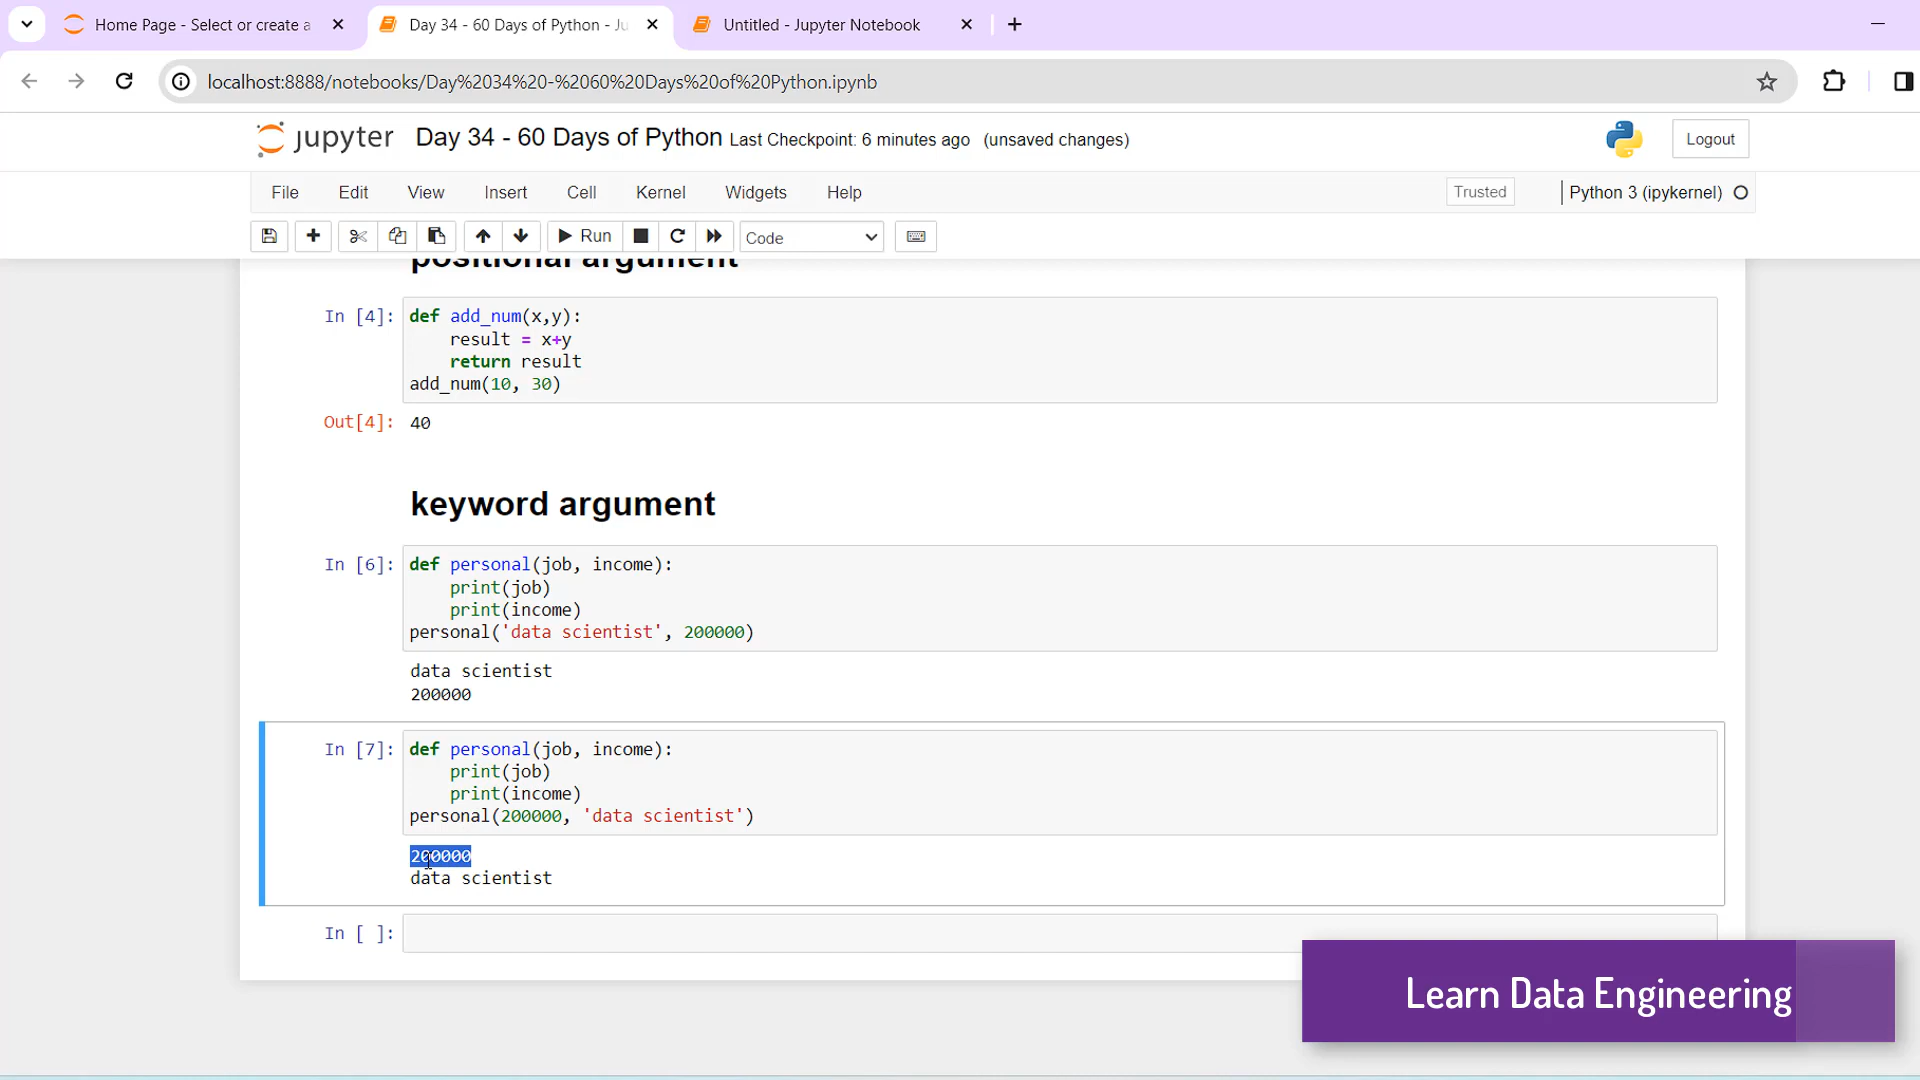 Home Page - Select or create a
Day 34 - 60 Days of Python - Ju
Untitled - Jupyter Notebook
localhost:8888/notebooks/Day%2034%20-%2060%20Days%20of%20Python.ipynb
jupyter Day 34 - 60 Days of Python Last Checkpoint: 6 minutes ago (unsaved changes)
Logout
File Edit View Insert Cell Kernel Widgets Help
Trusted
Python 3 (ipykernel)
Run
Code
positional argument
In [4]: def add_num(x,y):
result = x+y
return result
add_num(10, 30)
Out[4]: 40
keyword argument
In [6]: def personal(job, income):
print(job)
print(income)
personal('data scientist', 200000)
data scientist
200000
In [7]: def personal(job, income):
print(job)
print(income)
personal(200000, 'data scientist')
200000
data scientist
In [ ]:
Learn Data Engineering